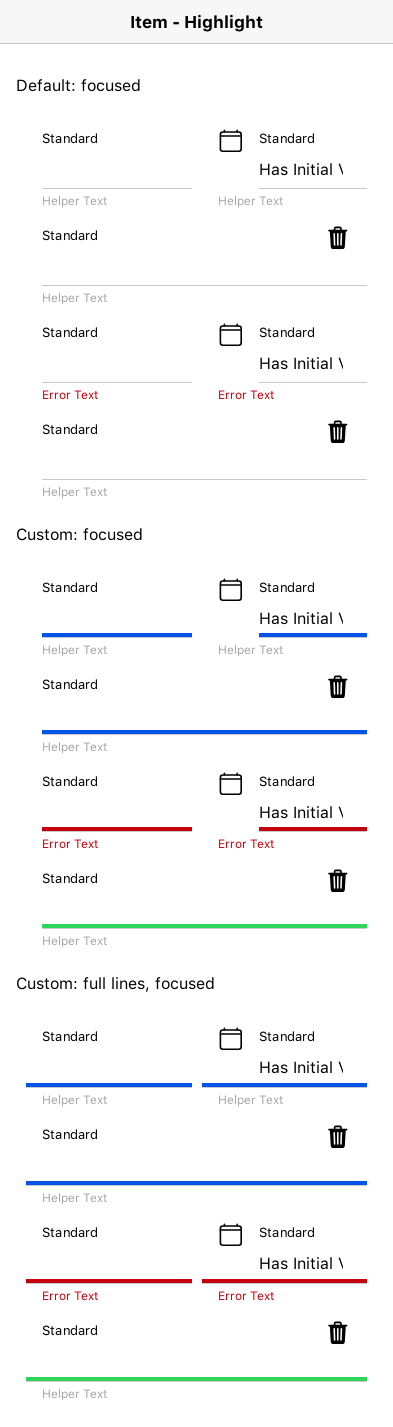 Item - Highlight
Default: focused
Standard
Standard
Has Initial V
Helper Text
Helper Text
Standard
Helper Text
Standard
Standard
Has Initial V
Error Text
Error Text
Standard
Helper Text
Custom: focused
Standard
Standard
Has Initial V
Helper Text
Helper Text
Standard
Helper Text
Standard
Standard
Has Initial V
Error Text
Error Text
Standard
Helper Text
Custom: full lines, focused
Standard
Standard
Has Initial V
Helper Text
Helper Text
Standard
Helper Text
Standard
Standard
Has Initial V
Error Text
Error Text
Standard
Helper Text